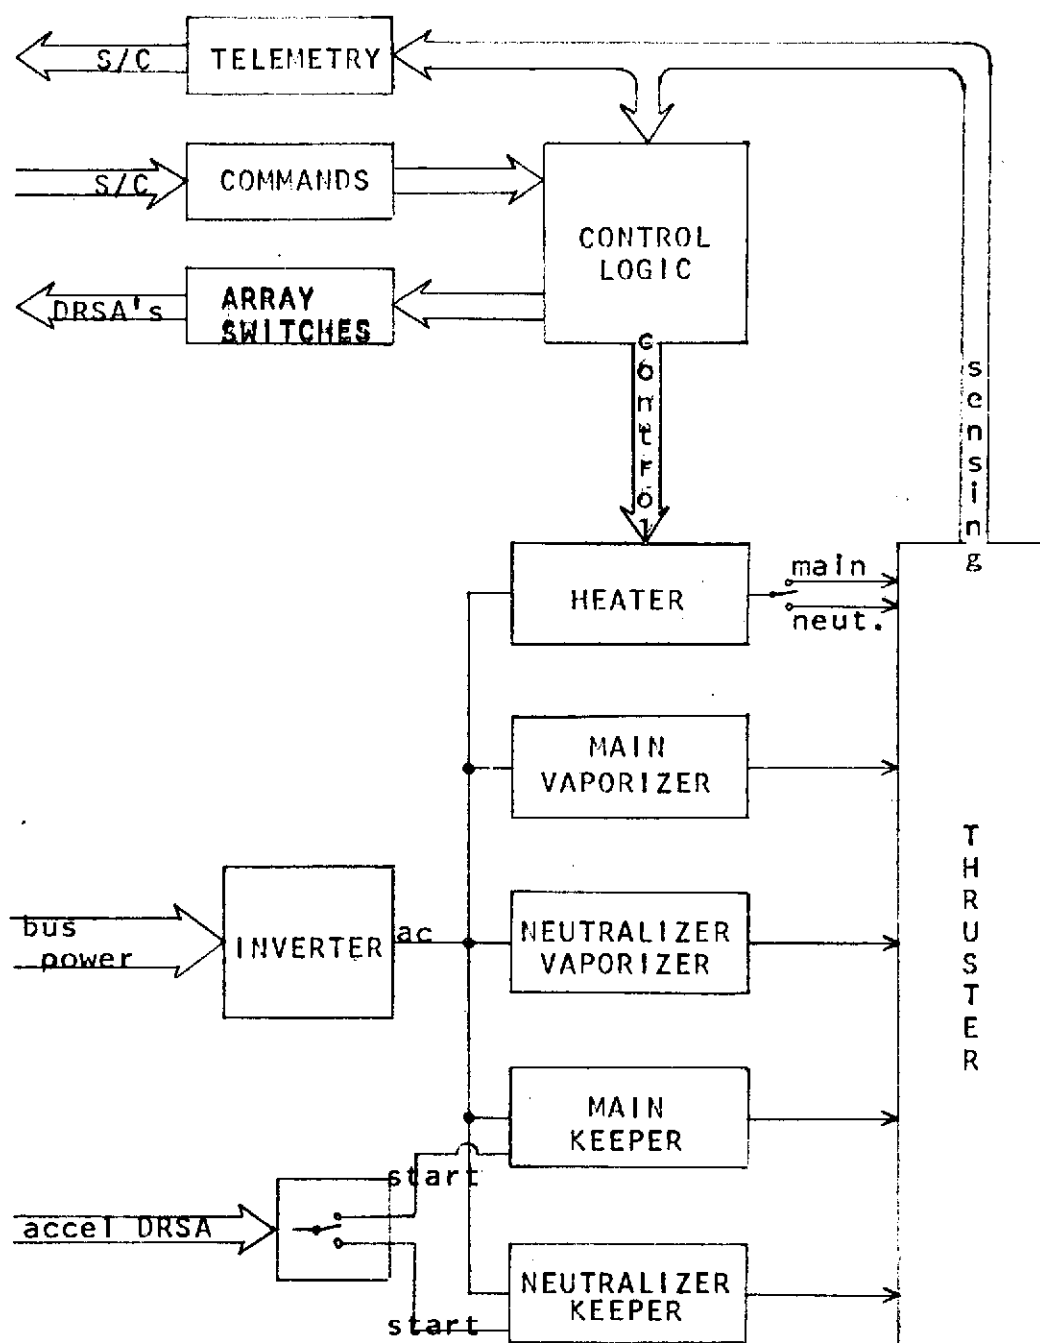 S/C
TELEMETRY
S/C
COMMANDS
CONTROL
LOGIC
DRSA's
ARRAY
SWITCHES
control
sensing
HEATER
main
neut.
MAIN
VAPORIZER
THRUSTER
bus
power
INVERTER
ac
NEUTRALIZER
VAPORIZER
MAIN
KEEPER
start
accel DRSA
NEUTRALIZER
KEEPER
start